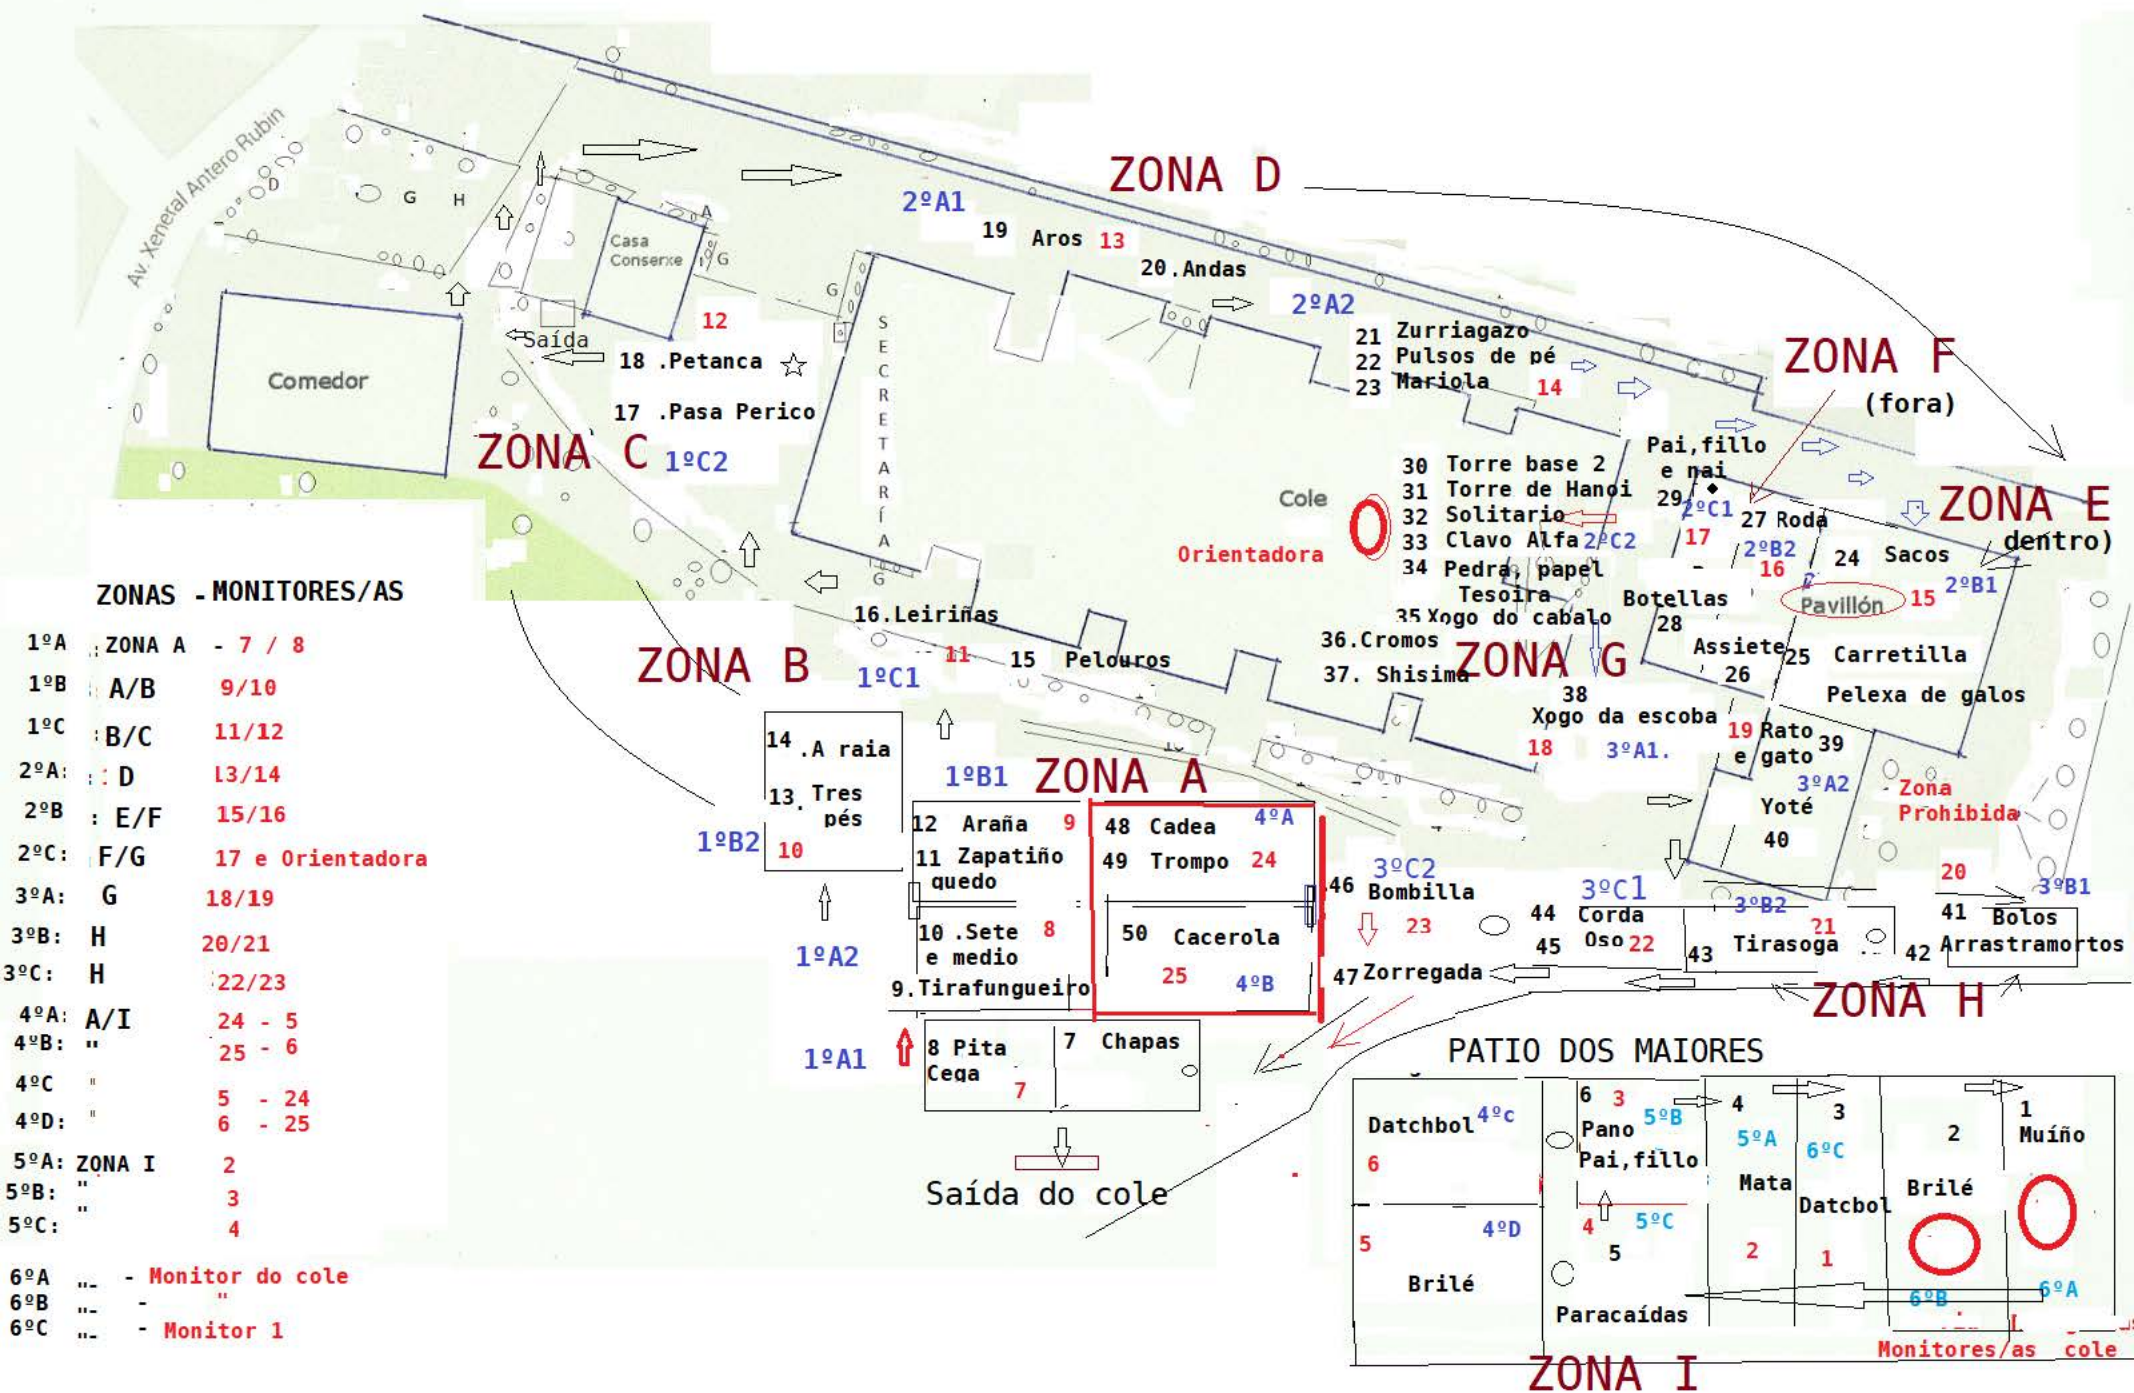 Av. Xeneral Antero Rubin
D
G H
A
Casa
Conserxe
G
G
Comedor
Saída
12
18 .Petanca
17 .Pasa Perico
ZONA C 1ºC2
SECRETARÍA
G
ZONA D
2ºA1
19 Aros 13
20.Andas
2ºA2
21 Zurriagazo
22 Pulsos de pé
23 Mariola 14
ZONA F
(fora)
ZONA E
dentro)
Cole
Orientadora
30 Torre base 2
31 Torre de Hanoi
32 Solitario
33 Clavo Alfa 2ºC2
34 Pedra, papel
Tesoira
35 Xogo do cabalo
36.Cromos
37. Shisima
ZONA G
38
Xogo da escoba
18 3ºA1.
Pai,fillo
e nai
29
2ºC1
17
27 Roda
2ºB2
16
Botellas
28
Assiete
26
24 Sacos
2ºB1
Pavillón 15
25 Carretilla
Pelexa de galos
19 Rato
e gato 39
3ºA2
Yoté
40
Zona
Prohibida
20
3ºB1
16.Leiriñas
11
15 Pelouros
ZONA B
1ºC1
14 .A raia
13. Tres
pés
10
1ºB2
1ºB1
ZONA A
12 Araña 9
11 Zapatiño
quedo
48 Cadea 4ºA
49 Trompo 24
10 .Sete 8
e medio
9.Tirafungueiro
50 Cacerola
25 4ºB
1ºA2
1ºA1
8 Pita
Cega
7
7 Chapas
Saída do cole
3ºC2
46 Bombilla
23
47 Zorregada
3ºC1
44 Corda
45 Oso 22
3ºB2
21
43 Tirasoga
41 Bolos
42 Arrastramortos
ZONA H
PATIO DOS MAIORES
Datchbol 4ºc
6
5 4ºD
Brilé
6 3
5ºB
Pano
Pai,fillo
4 5ºC
5
Paracaídas
4
5ºA
Mata
2
3
6ºC
Datcbol
1
2
Brilé
6ºB
1
Muíño
6ºA
Monitores/as cole
ZONA I
ZONAS - MONITORES/AS
1ºA ZONA A - 7 / 8
1ºB A/B 9/10
1ºC : B/C 11/12
2ºA: D 13/14
2ºB : E/F 15/16
2ºC: F/G 17 e Orientadora
3ºA: G 18/19
3ºB: H 20/21
3ºC: H 22/23
4ºA: A/I 24 - 5
4ºB: " 25 - 6
4ºC " 5 - 24
4ºD: " 6 - 25
5ºA: ZONA I 2
5ºB: " 3
5ºC: " 4
6ºA "- - Monitor do cole
6ºB "- - "
6ºC "- - Monitor 1